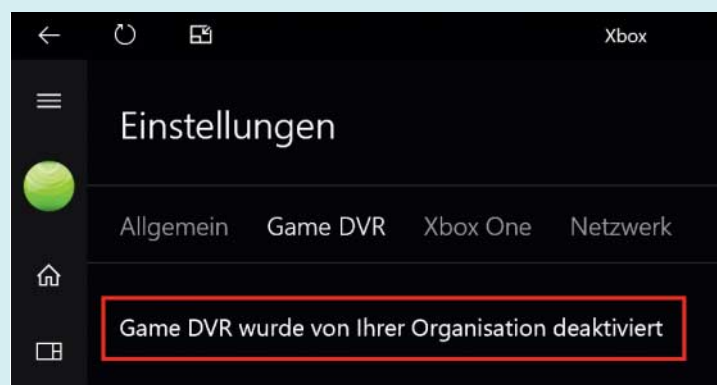 Xbox
Einstellungen
Allgemein Game DVR Xbox One Netzwerk
Game DVR wurde von Ihrer Organisation deaktiviert